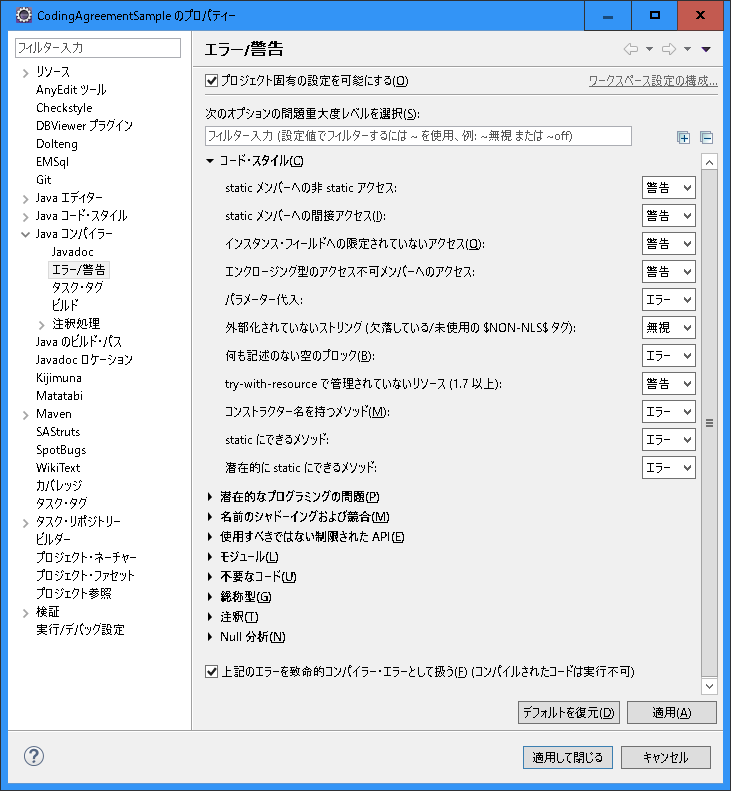 CodingAgreementSample のプロパティー
フィルター入力
リソース
AnyEdit ツール
Checkstyle
DBViewer プラグイン
Dolteng
EMSql
Git
Java エディター
Java コード・スタイル
Java コンパイラー
Javadoc
エラー/警告
タスク・タグ
ビルド
注釈処理
Java のビルド・パス
Javadoc ロケーション
Kijimuna
Matatabi
Maven
SAStruts
SpotBugs
WikiText
カバレッジ
タスク・タグ
タスク・リポジトリー
ビルダー
プロジェクト・ネーチャー
プロジェクト・ファセット
プロジェクト参照
検証
実行/デバッグ設定
エラー/警告
プロジェクト固有の設定を可能にする(O)
ワークスペース設定の構成...
次のオプションの問題重大度レベルを選択(S):
フィルター入力 (設定値でフィルターするには ~ を使用、例: ~無視 または ~off)
コード・スタイル(C)
static メンバーへの非 static アクセス: 警告
static メンバーへの間接アクセス(I): 警告
インスタンス・フィールドへの限定されていないアクセス(Q): 警告
エンクロージング型のアクセス不可メンバーへのアクセス: 警告
パラメーター代入: エラー
外部化されていないストリング (欠落している/未使用の $NON-NLS$ タグ): 無視
何も記述のない空のブロック(B): エラー
try-with-resource で管理されていないリソース (1.7 以上): 警告
コンストラクター名を持つメソッド(M): エラー
static にできるメソッド: エラー
潜在的に static にできるメソッド: エラー
潜在的なプログラミングの問題(P)
名前のシャドーイングおよび競合(M)
使用すべきではない制限された API(E)
モジュール(L)
不要なコード(U)
総称型(G)
注釈(T)
Null 分析(N)
上記のエラーを致命的コンパイラー・エラーとして扱う(F) (コンパイルされたコードは実行不可)
デフォルトを復元(D)
適用(A)
適用して閉じる
キャンセル